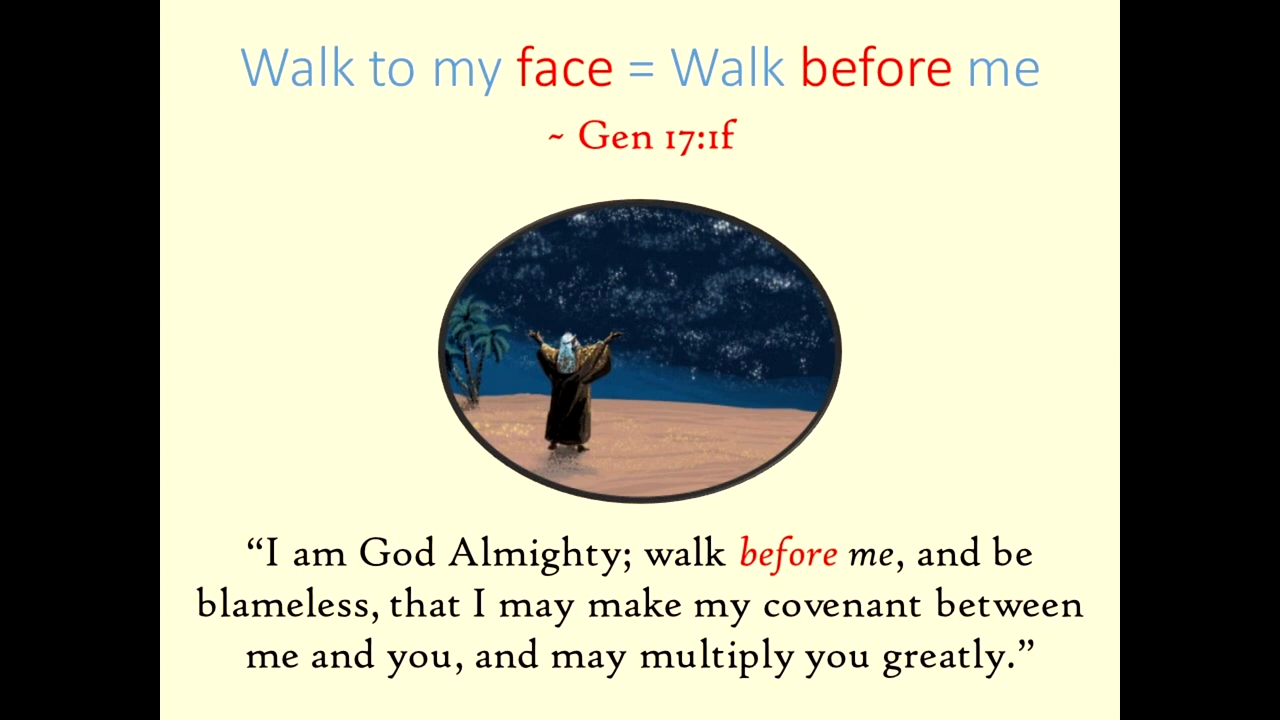 Walk to my face = Walk before me
~ Gen 17:1f
“I am God Almighty; walk before me, and be
blameless, that I may make my covenant between
me and you, and may multiply you greatly.”